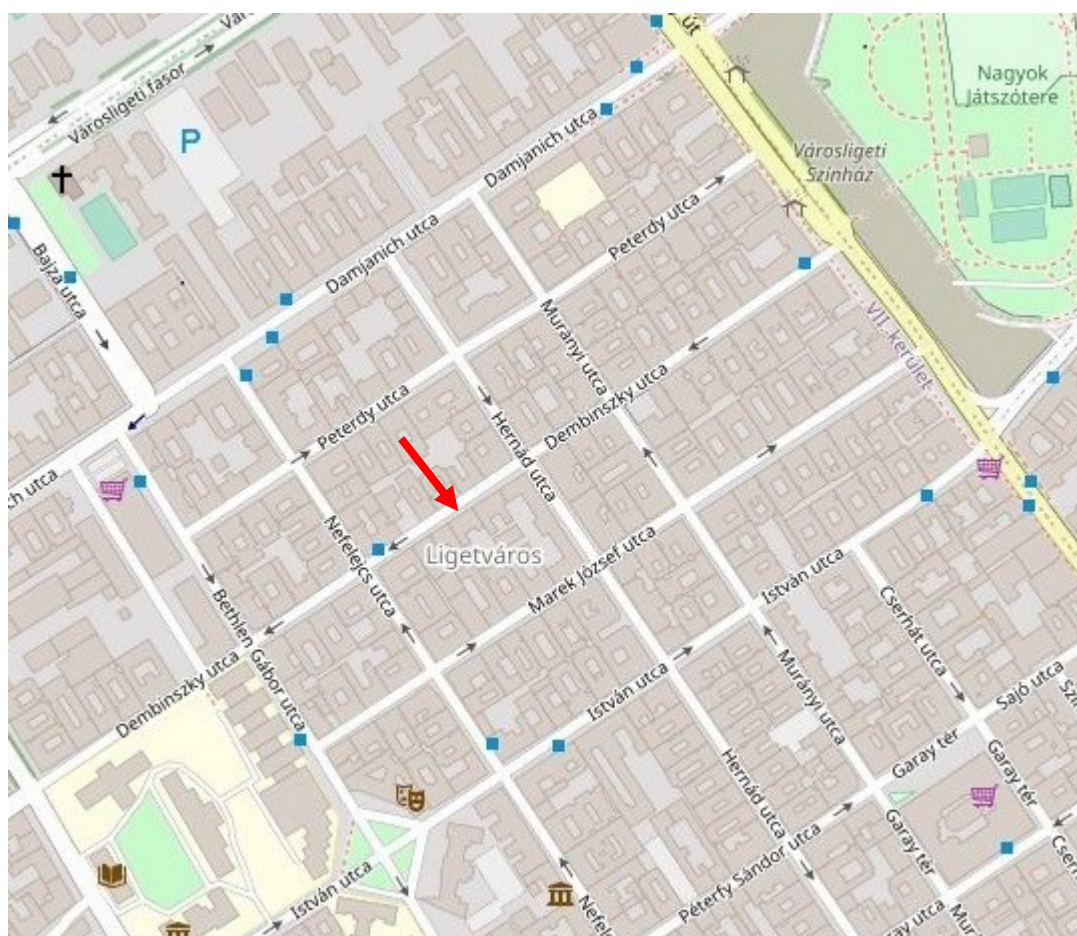 út
Városligeti fasor
P
Nagyok
Játszótere
Damjanich utca
Városligeti
Színház
Peterdy utca
Bajza utca
Damjanich utca
Murányi utca
VII. kerület
Dembinszky utca
Peterdy utca
Hernád utca
Nefelejcs utca
Ligetváros
Marek József utca
István utca
Cserhát utca
Bethlen Gábor utca
Dembinszky utca
Murányi utca
Sajó utca
István utca
Garay tér
Garay tér
Hernád utca
Garay tér
Péterfy Sándor utca
István utca